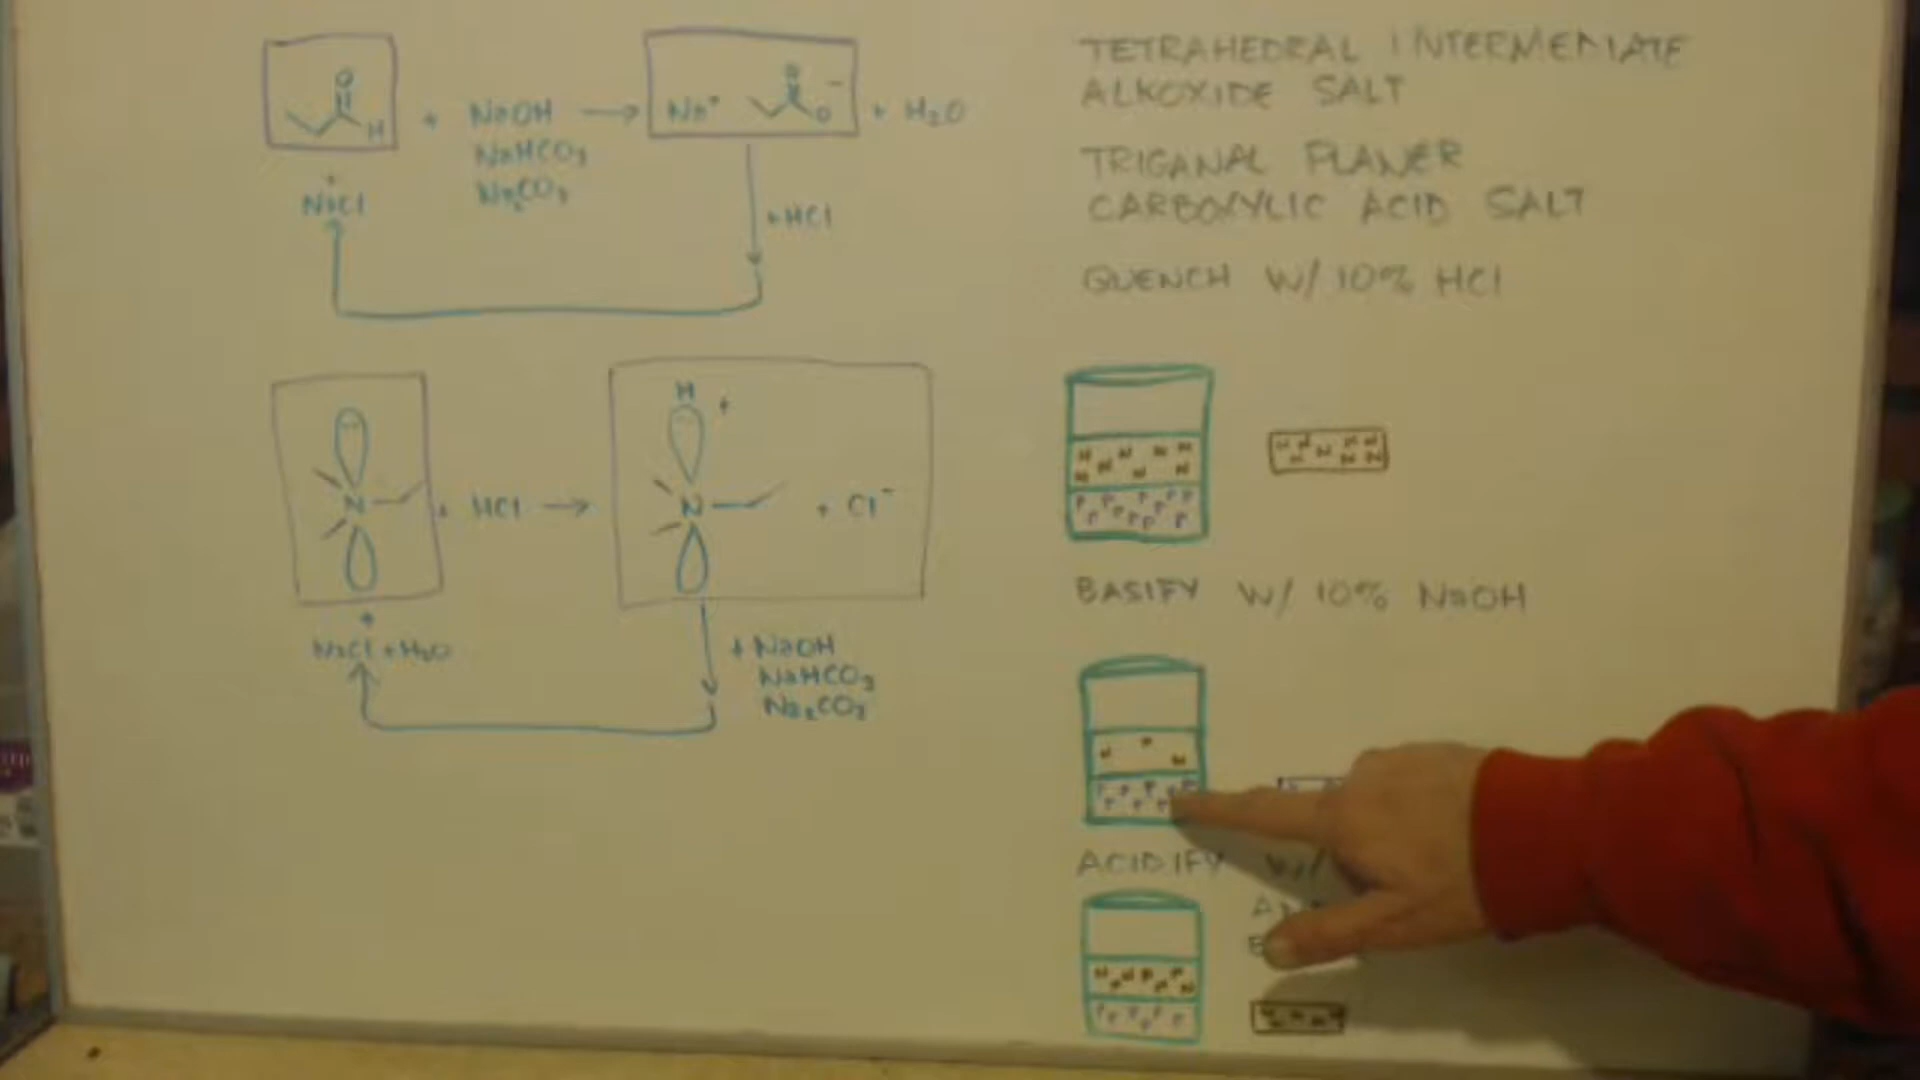 O
H
+ NaOH → Na⁺ O O⁻ + H₂O
NaHCO₃
Na₂CO₃
+
NaCl
+HCl
H
+
N + HCl → N + Cl⁻
+
NaCl + H₂O
+ NaOH
NaHCO₃
Na₂CO₃
TETRAHEDRAL INTERMEDIATE
ALKOXIDE SALT
TRIGANAL PLANER
CARBOXYLIC ACID SALT
QUENCH W/ 10% HCl
BASIFY W/ 10% NaOH
ACIDIFY W/